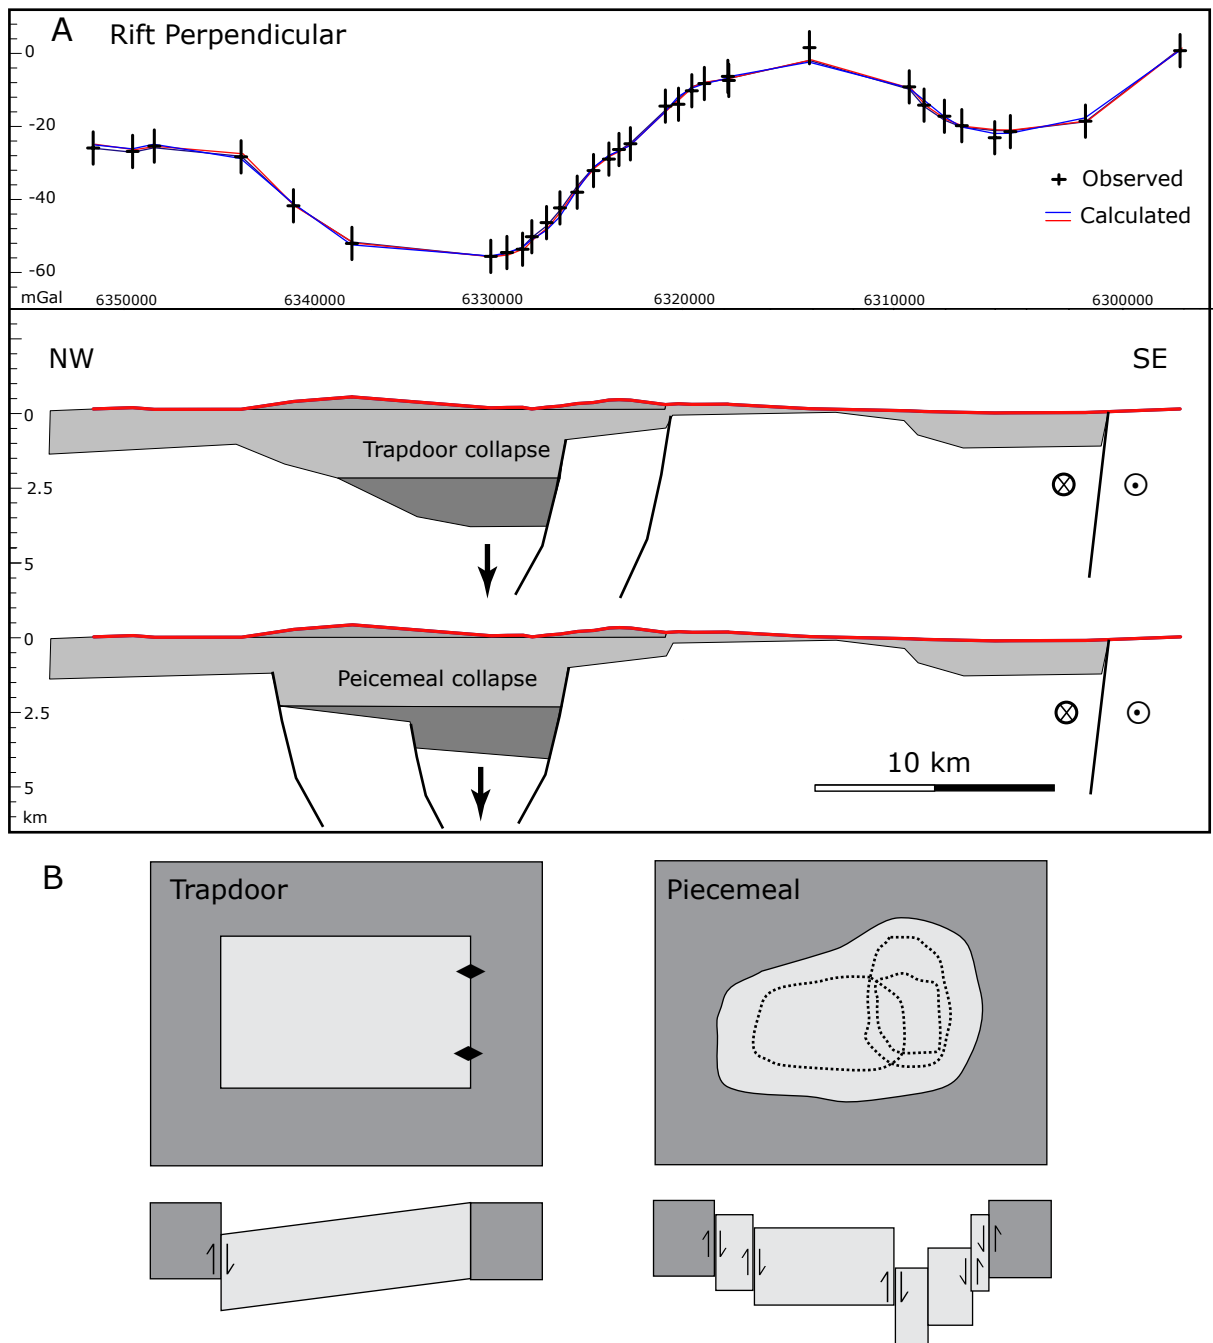 A Rift Perpendicular
0
-20
-40
-60
Observed
Calculated
mGal 6350000 6340000 6330000 6320000 6310000 6300000
NW SE
0
Trapdoor collapse
2.5
5
0
Peicemeal collapse
2.5
10 km
5
km
B
Trapdoor Piecemeal